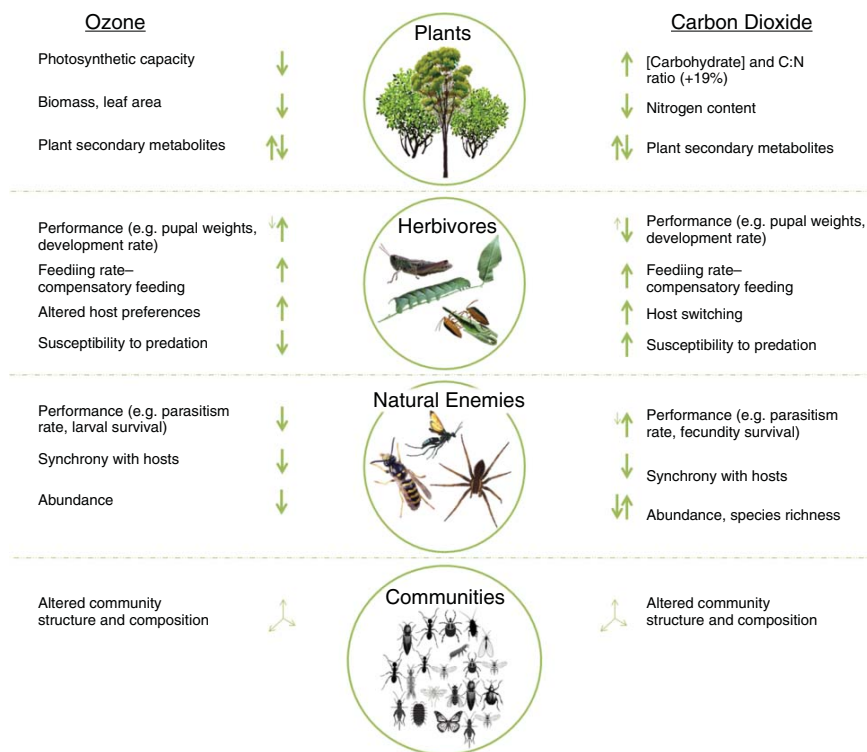 Ozone
Plants
Carbon Dioxide
Photosynthetic capacity
Biomass, leaf area
Plant secondary metabolites
[Carbohydrate] and C:N
ratio (+19%)
Nitrogen content
Plant secondary metabolites
Herbivores
Performance (e.g. pupal weights,
development rate)
Feediing rate–
compensatory feeding
Altered host preferences
Susceptibility to predation
Performance (e.g. pupal weights,
development rate)
Feediing rate–
compensatory feeding
Host switching
Susceptibility to predation
Natural Enemies
Performance (e.g. parasitism
rate, larval survival)
Synchrony with hosts
Abundance
Performance (e.g. parasitism
rate, fecundity survival)
Synchrony with hosts
Abundance, species richness
Communities
Altered community
structure and composition
Altered community
structure and composition